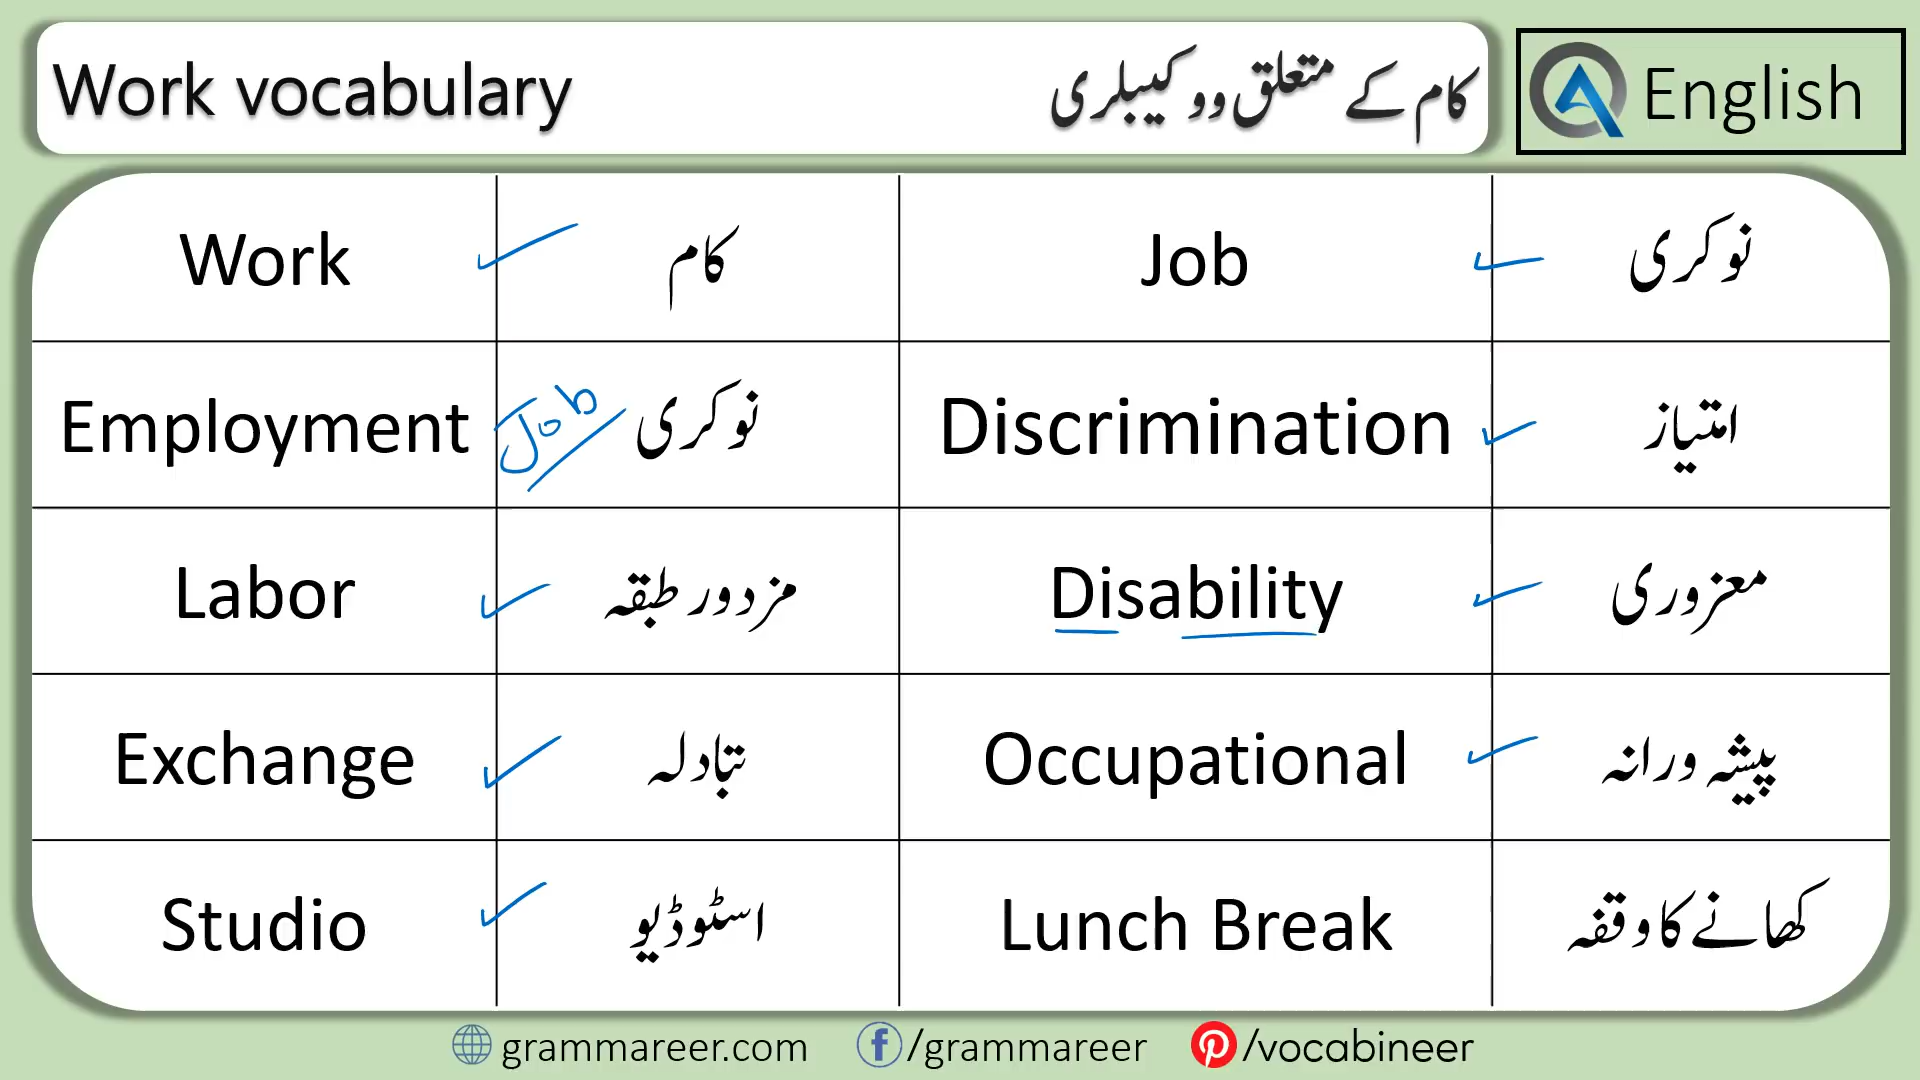 Work vocabulary کام کے متعلق ووکیبلری
English
Work کام Job نوکری
Employment Job نوکری Discrimination امتیاز
Labor مزدور طبقہ Disability معزوری
Exchange تبادلہ Occupational پیشہ ورانہ
Studio اسٹوڈیو Lunch Break کھانے کا وقفہ
grammareer.com /grammareer /vocabineer